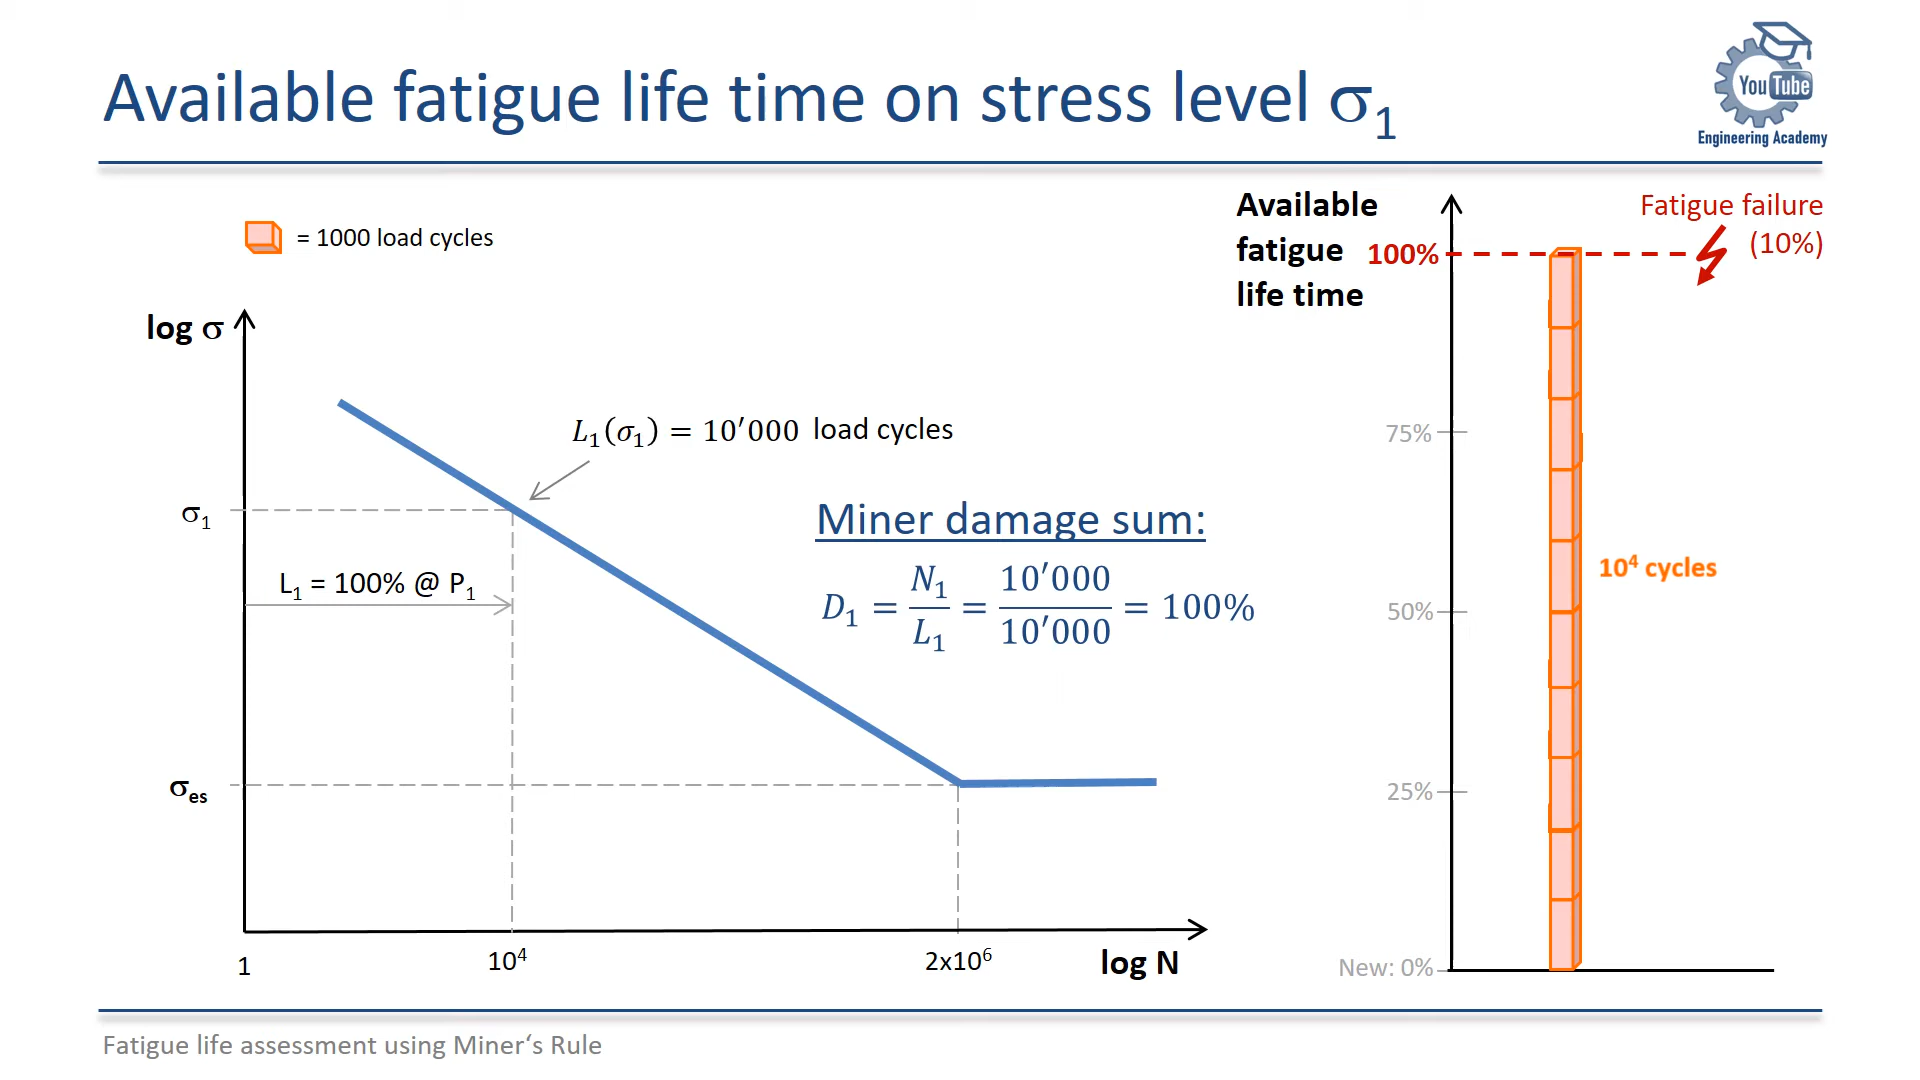 Available fatigue life time on stress level σ₁
You Tube
Engineering Academy
= 1000 load cycles
Available
fatigue
life time
100%
Fatigue failure
(10%)
log σ
L₁(σ₁) = 10′000 load cycles
75%
σ₁
Miner damage sum:
D₁ = N₁/L₁ = 10′000/10′000 = 100%
L₁ = 100% @ P₁
10⁴ cycles
50%
σes
25%
New: 0%
1
10⁴
2x10⁶
log N
Fatigue life assessment using Miner‘s Rule